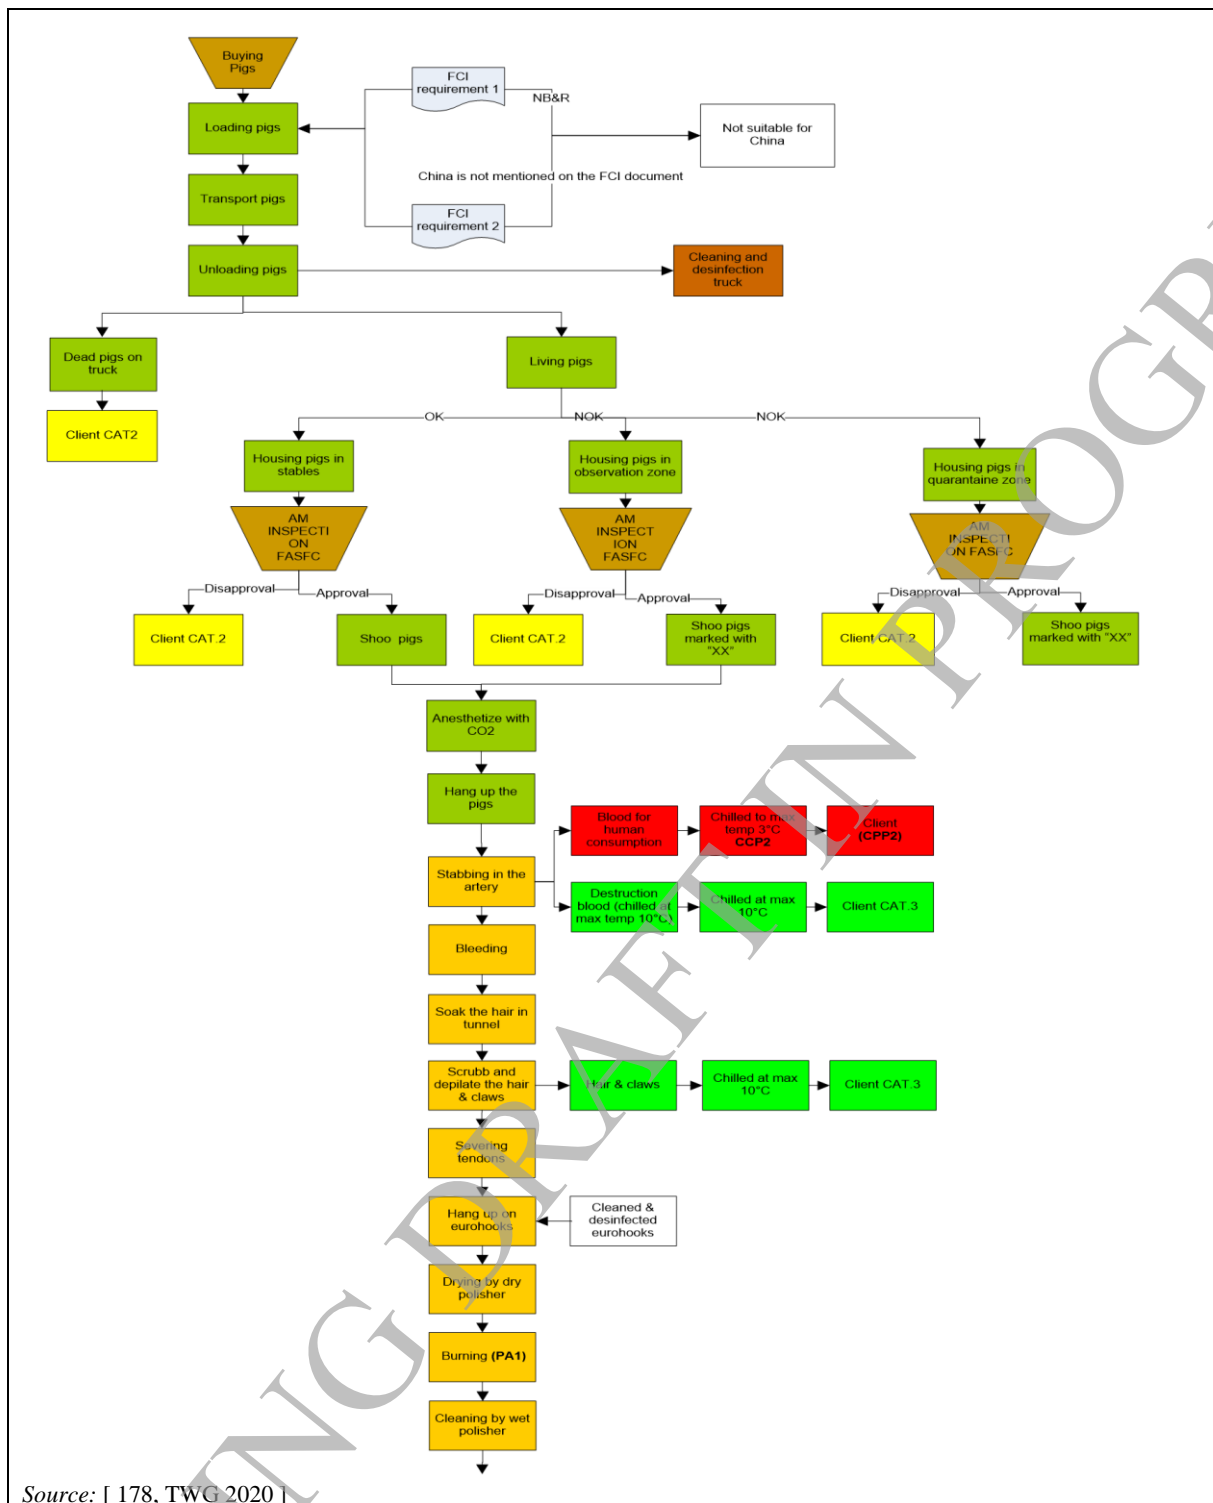 Buying
Pigs
FCI
requirement 1
NB&R
Loading pigs
Not suitable for
China
China is not mentioned on the FCI document
Transport pigs
FCI
requirement 2
Unloading pigs
Cleaning and
desinfection
truck
Dead pigs on
truck
Living pigs
Client CAT2
OK
NOK
NOK
Housing pigs in
stables
Housing pigs in
observation zone
Housing pigs in
quarantaine zone
AM
INSPECTI
ON
FASFC
AM
INSPECT
ION
FASFC
AM
INSPECTI
ON FASFC
Disapproval
Approval
Disapproval
Approval
Disapproval
Approval
Client CAT.2
Shoo pigs
Client CAT.2
Shoo pigs
marked with
"XX"
Client CAT.2
Shoo pigs
marked with "XX"
Anesthetize with
CO2
Hang up the
pigs
Blood for
human
consumption
Chilled to max
temp 3°C
CCP2
Client
(CPP2)
Stabbing in the
artery
Destruction
blood (chilled at
max temp 10°C)
Chilled at max
10°C
Client CAT.3
Bleeding
Soak the hair in
tunnel
Scrubb and
depilate the hair
& claws
Hair & claws
Chilled at max
10°C
Client CAT.3
Severing
tendons
Hang up on
eurohooks
Cleaned &
desinfected
eurohooks
Drying by dry
polisher
Burning (PA1)
Cleaning by wet
polisher
Source: [ 178, TWG 2020 ]
ING DRAFT IN PROGR